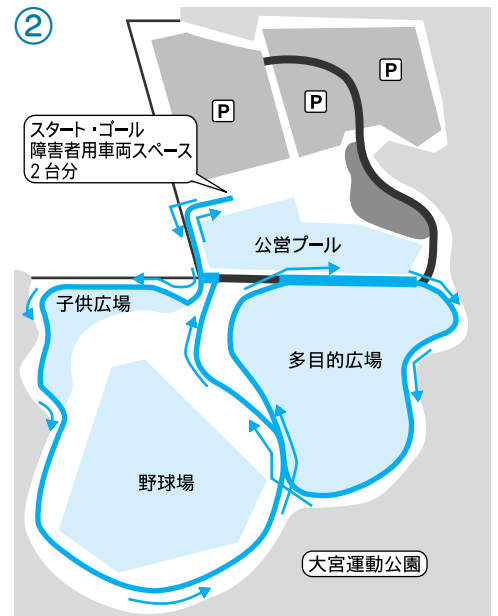 ②
P
P
P
スタート・ゴール
障害者用車両スペース
2台分
公営プール
子供広場
多目的広場
野球場
大宮運動公園